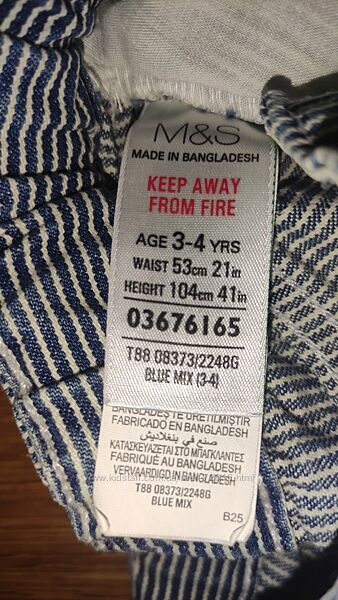 M&S
MADE IN BANGLADESH
KEEP AWAY
FROM FIRE
AGE 3-4 YRS
WAIST 53cm 21in
HEIGHT 104cm 41in
03676165
T88 08373/2248G
BLUE MIX (3-4)
BANGLADEŞ'TE ÜRETİLMİŞTİR
FABRICADO EN BANGLADESH
صنع في بنغلاديش
ΚΑΤΑΣΚΕΥΑΖΕΤΑΙ ΣΤΟ ΜΠΑΓΚΛΑΝΤΕΣ
FABRIQUÉ AU BANGLADESH
VERVAARDIGD IN BANGLADESH
T88 08373/2248G
BLUE MIX
B25